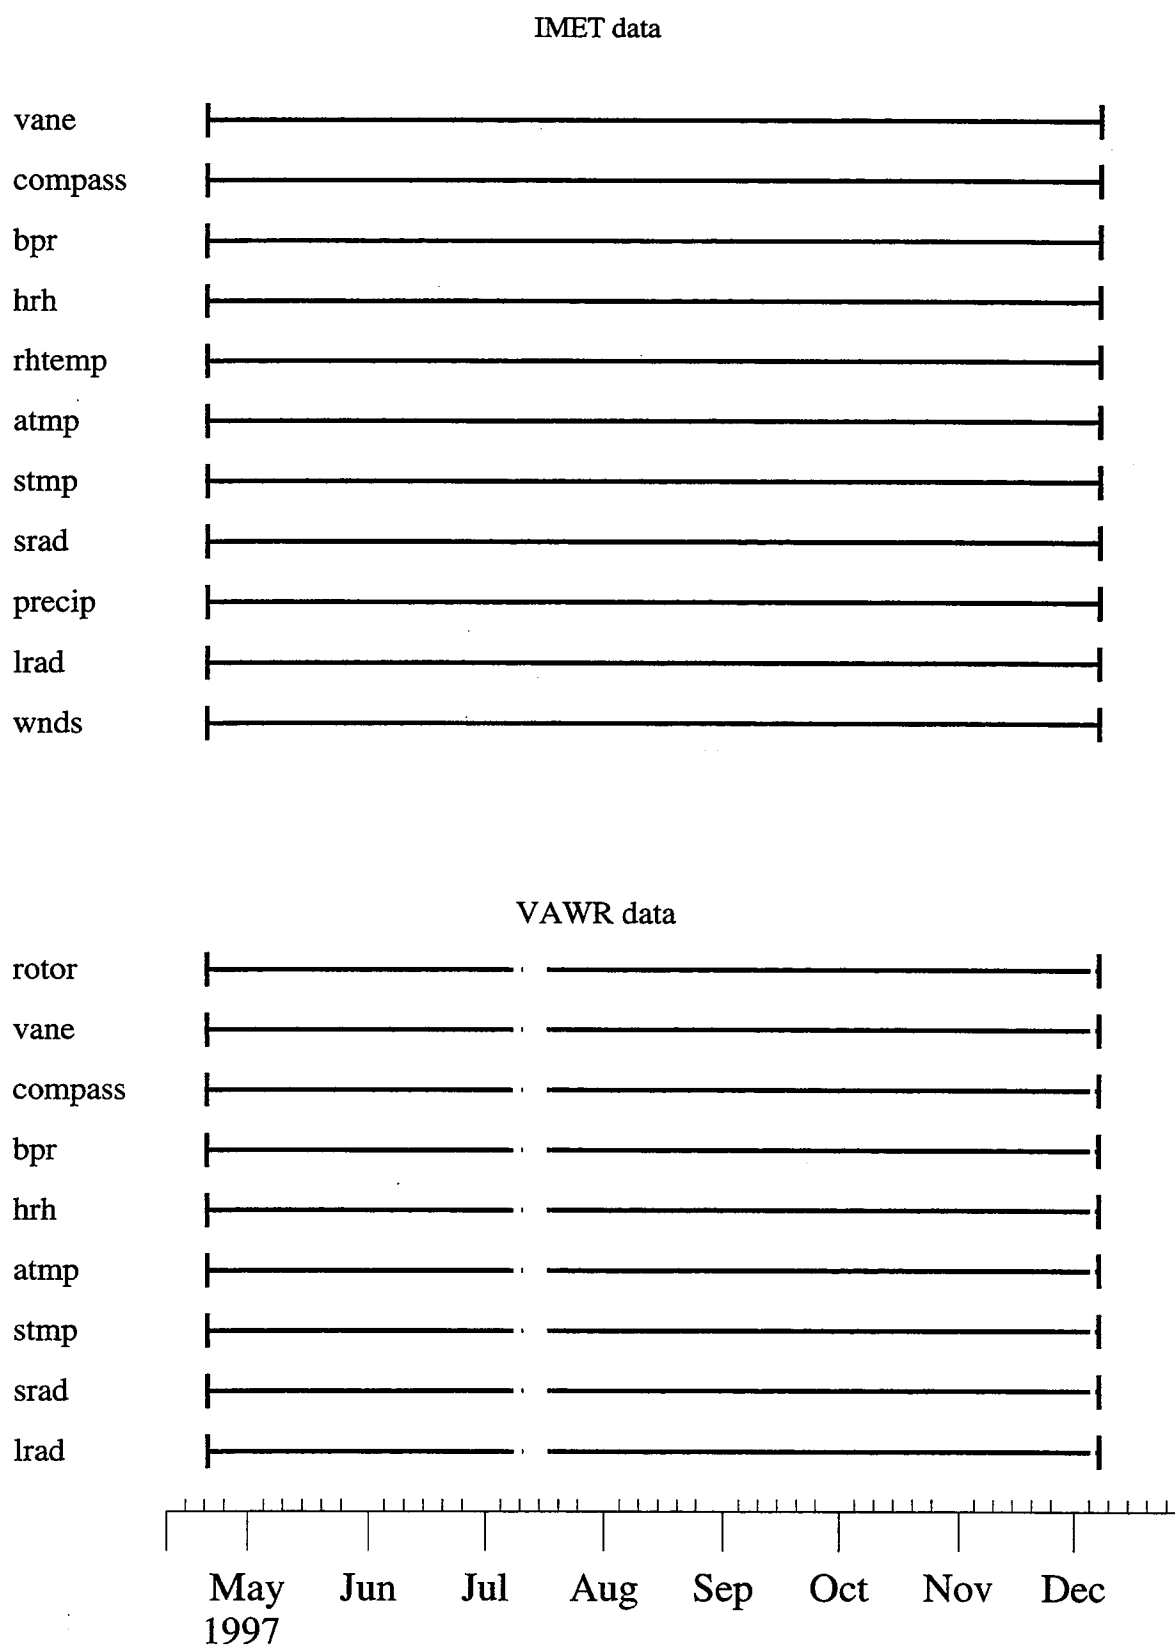 IMET data
vane
compass
bpr
hrh
rhtemp
atmp
stmp
srad
precip
lrad
wnds
VAWR data
rotor
vane
compass
bpr
hrh
atmp
stmp
srad
lrad
May Jun Jul Aug Sep Oct Nov Dec
1997